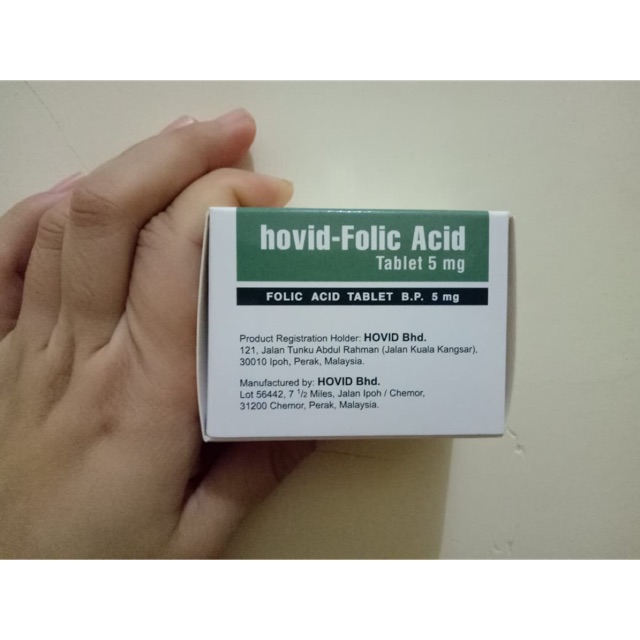 hovid-Folic Acid
Tablet 5 mg
FOLIC ACID TABLET B.P. 5 mg
Product Registration Holder: HOVID Bhd.
121, Jalan Tunku Abdul Rahman (Jalan Kuala Kangsar),
30010 Ipoh, Perak, Malaysia.
Manufactured by: HOVID Bhd.
Lot 56442, 7 1/2 Miles, Jalan Ipoh / Chemor,
31200 Chemor, Perak, Malaysia.